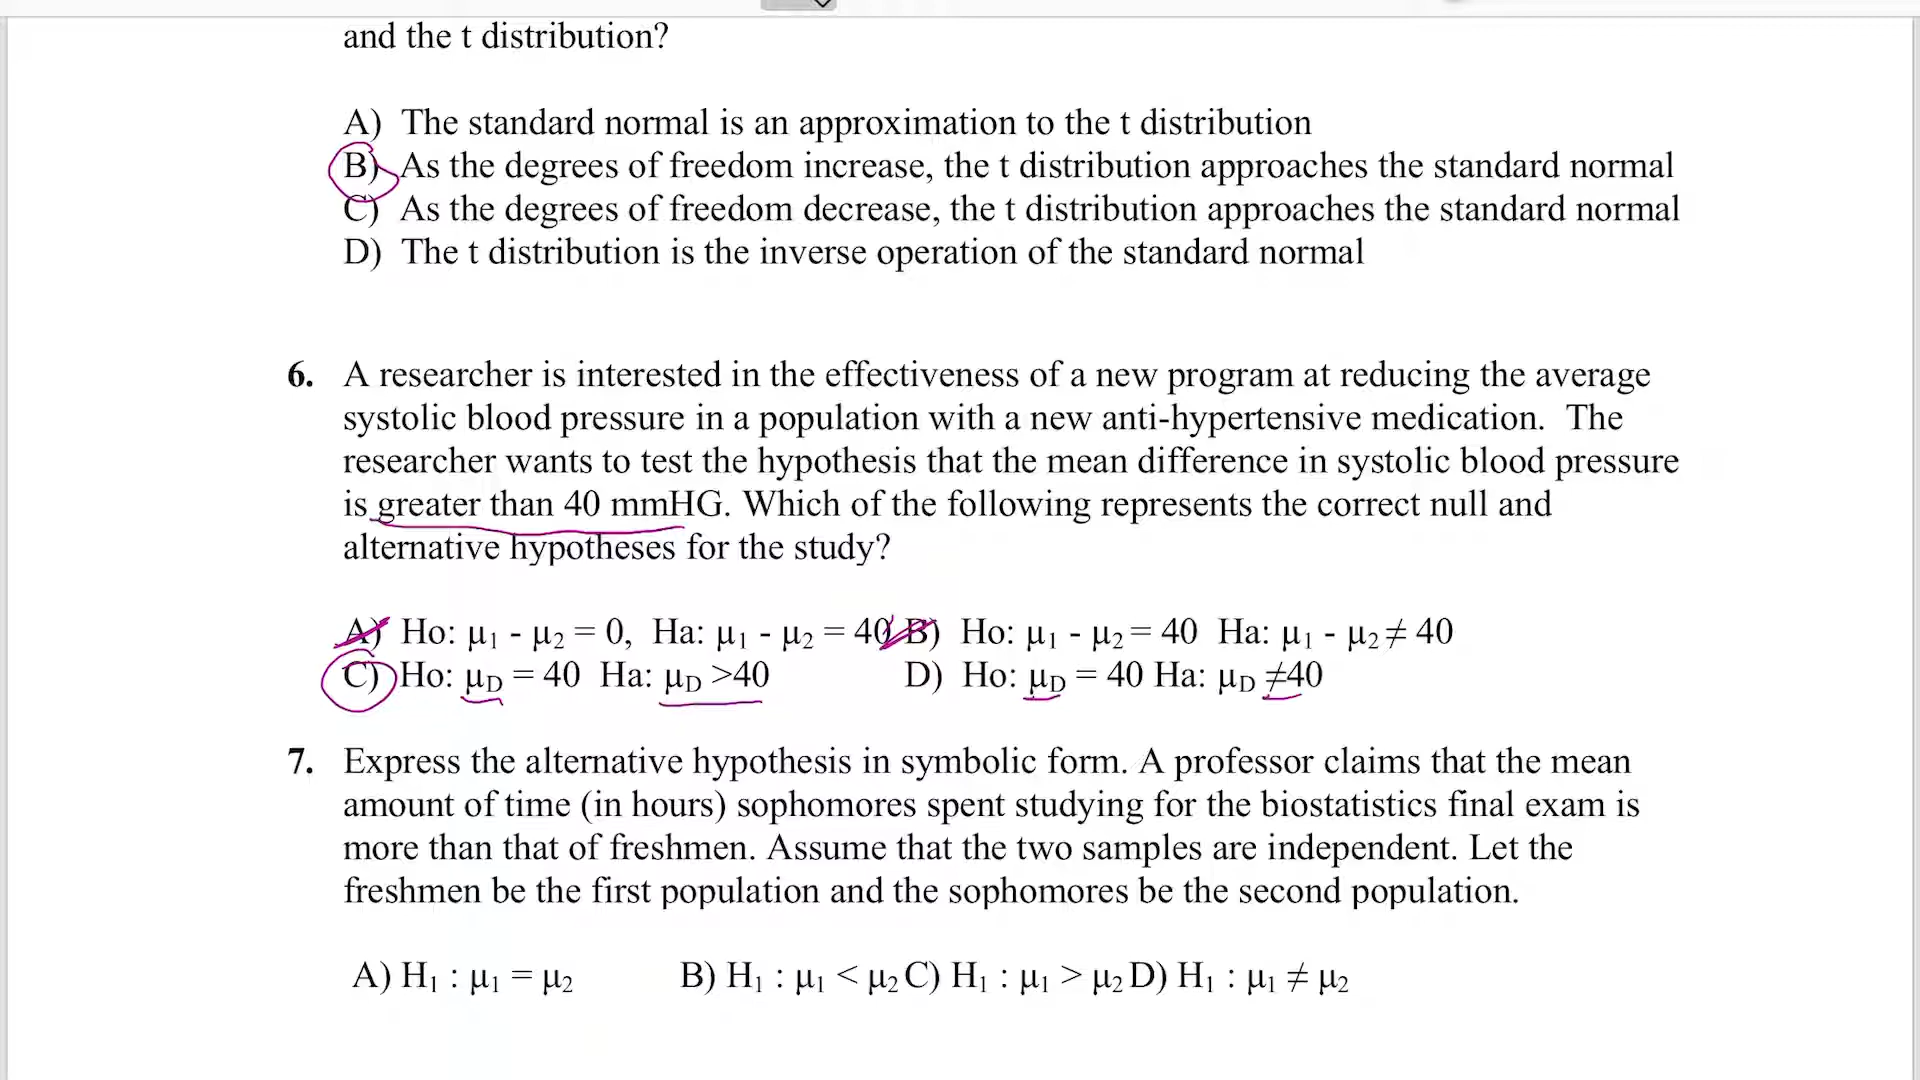 and the t distribution?
A) The standard normal is an approximation to the t distribution
B) As the degrees of freedom increase, the t distribution approaches the standard normal
C) As the degrees of freedom decrease, the t distribution approaches the standard normal
D) The t distribution is the inverse operation of the standard normal
6. A researcher is interested in the effectiveness of a new program at reducing the average
systolic blood pressure in a population with a new anti-hypertensive medication. The
researcher wants to test the hypothesis that the mean difference in systolic blood pressure
is greater than 40 mmHG. Which of the following represents the correct null and
alternative hypotheses for the study?
A) Ho: μ₁ - μ₂ = 0, Ha: μ₁ - μ₂ = 40 B) Ho: μ₁ - μ₂ = 40 Ha: μ₁ - μ₂ ≠ 40
C) Ho: μD = 40 Ha: μD >40 D) Ho: μD = 40 Ha: μD ≠40
7. Express the alternative hypothesis in symbolic form. A professor claims that the mean
amount of time (in hours) sophomores spent studying for the biostatistics final exam is
more than that of freshmen. Assume that the two samples are independent. Let the
freshmen be the first population and the sophomores be the second population.
A) H₁ : μ₁ = μ₂ B) H₁ : μ₁ < μ₂ C) H₁ : μ₁ > μ₂ D) H₁ : μ₁ ≠ μ₂